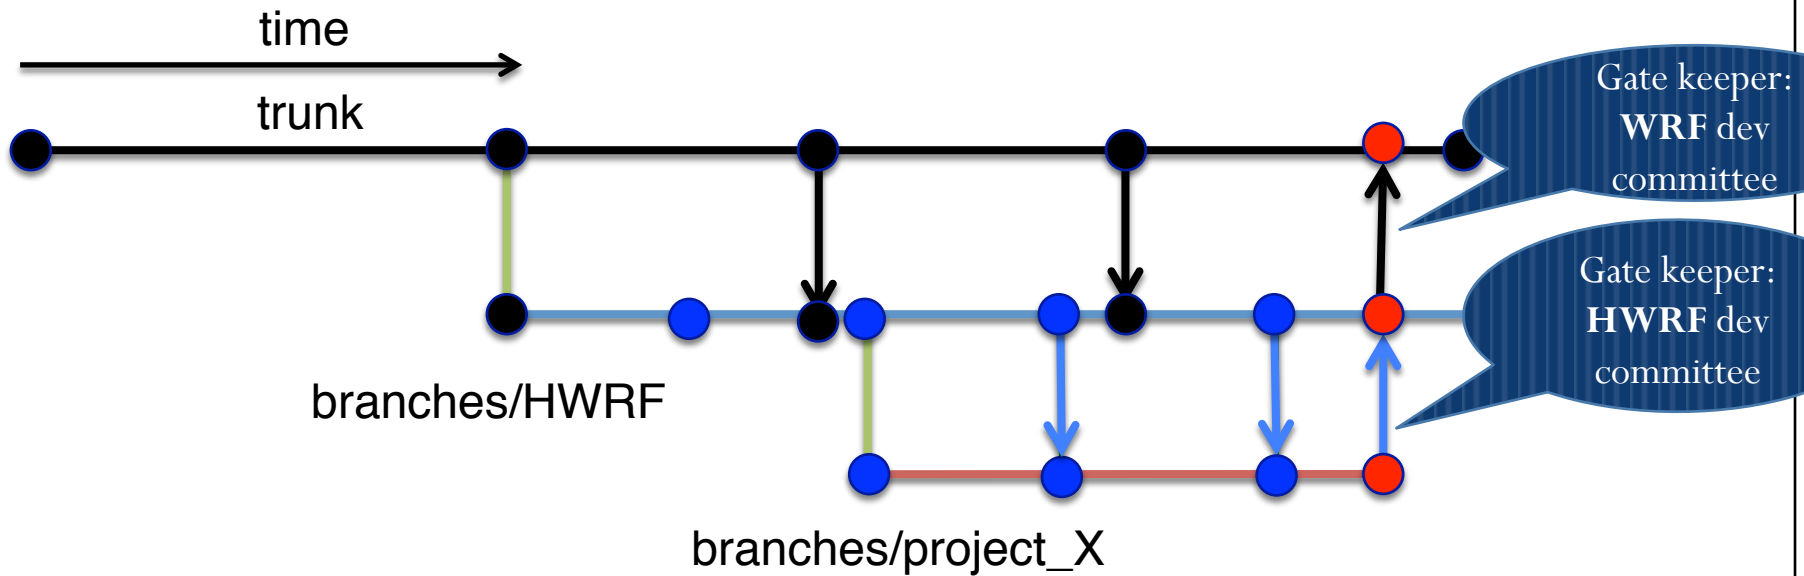 time
trunk
Gate keeper:
WRF dev
committee
Gate keeper:
HWRF dev
committee
branches/HWRF
branches/project_X